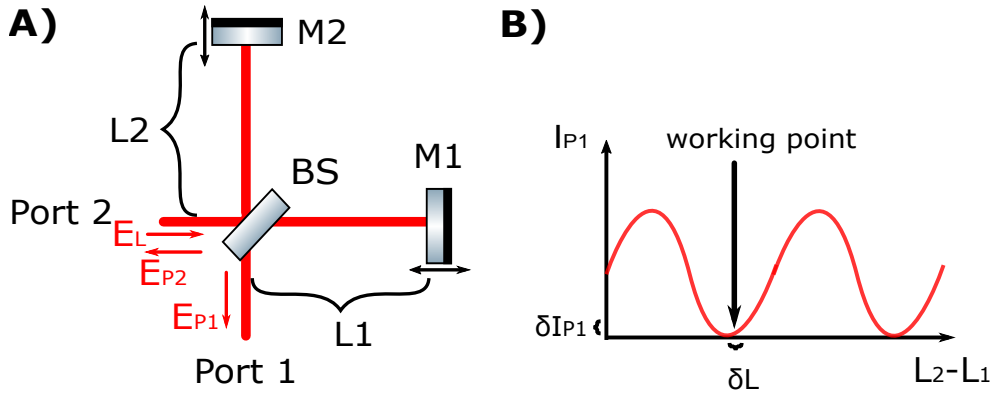 A)
M2
L2
M1
BS
Port 2
EL
EP2
EP1
L1
Port 1
B)
IP1
working point
δIP1
δL
L2-L1